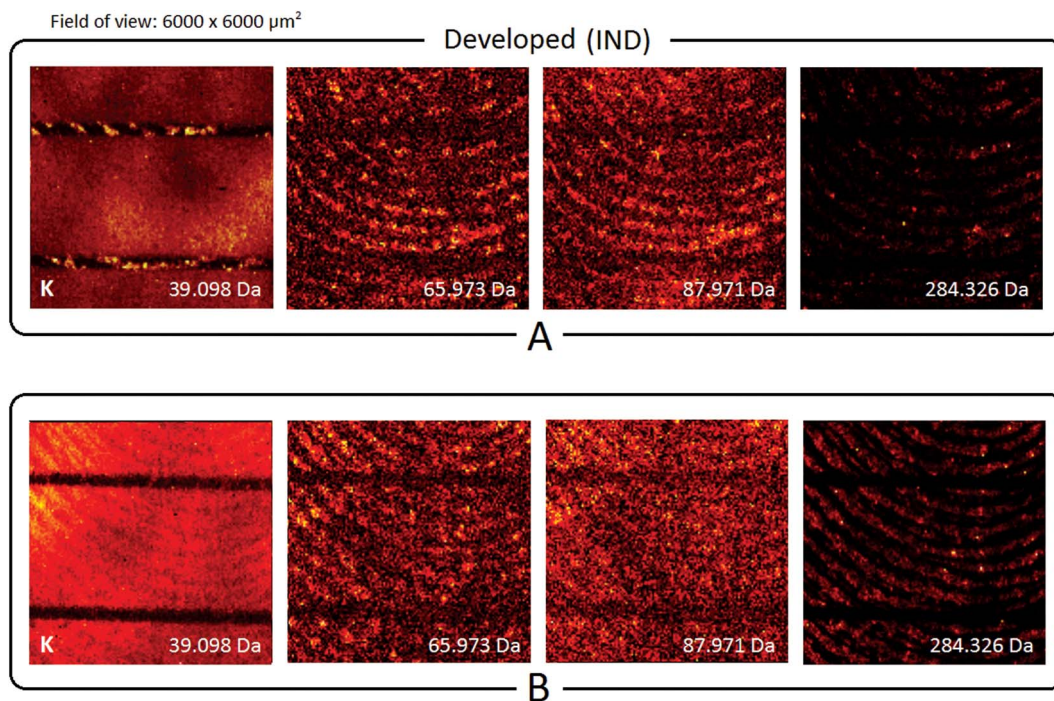 Field of view: 6000 x 6000 µm²
Developed (IND)
K 39.098 Da 65.973 Da 87.971 Da 284.326 Da
A
K 39.098 Da 65.973 Da 87.971 Da 284.326 Da
B